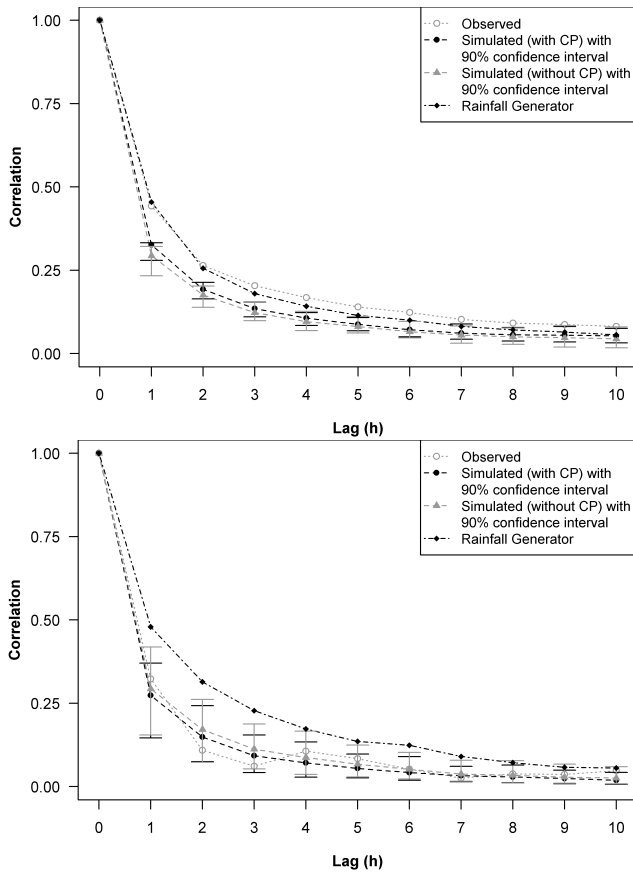 1.00
0.75
0.50
0.25
0.00
Correlation
Observed
Simulated (with CP) with
90% confidence interval
Simulated (without CP) with
90% confidence interval
Rainfall Generator
0 1 2 3 4 5 6 7 8 9 10
Lag (h)
1.00
0.75
0.50
0.25
0.00
Correlation
Observed
Simulated (with CP) with
90% confidence interval
Simulated (without CP) with
90% confidence interval
Rainfall Generator
0 1 2 3 4 5 6 7 8 9 10
Lag (h)